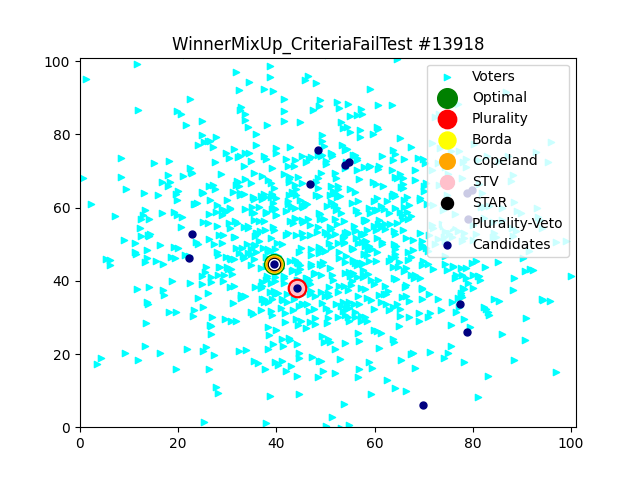 WinnerMixUp_CriteriaFailTest #13918
100
80
60
40
20
0
0
20
40
60
80
100
Voters
Optimal
Plurality
Borda
Copeland
STV
STAR
Plurality-Veto
Candidates